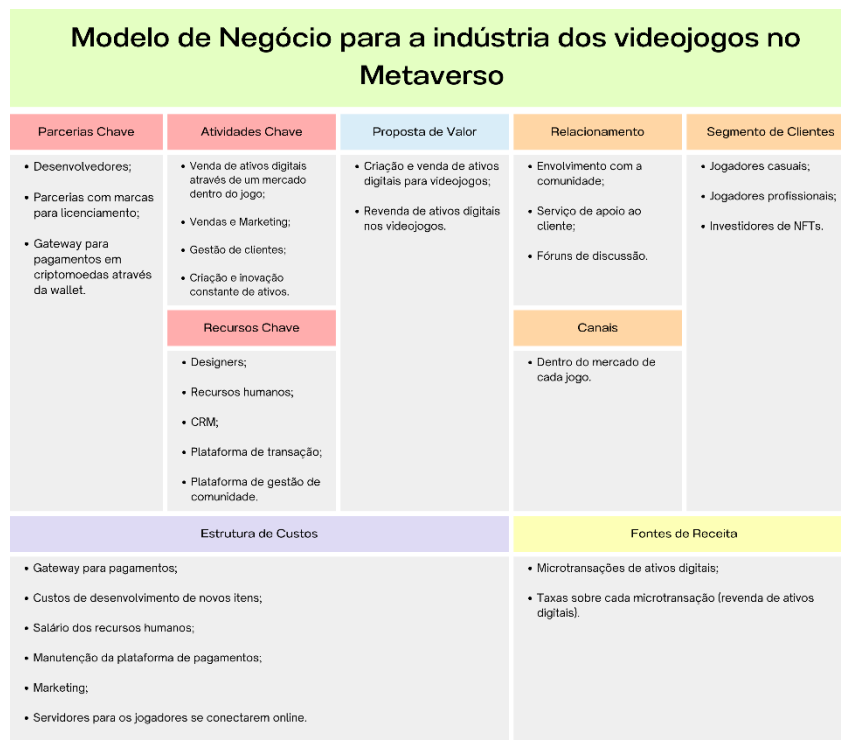 Modelo de Negócio para a indústria dos videojogos no
Metaverso
Parcerias Chave
• Desenvolvedores;
• Parcerias com marcas
para licenciamento;
• Gateway para
pagamentos em
criptomoedas através
da wallet.
Atividades Chave
• Venda de ativos digitais
através de um mercado
dentro do jogo;
• Vendas e Marketing;
• Gestão de clientes;
• Criação e inovação
constante de ativos.
Recursos Chave
• Designers;
• Recursos humanos;
• CRM;
• Plataforma de transação;
• Plataforma de gestão de
comunidade.
Proposta de Valor
• Criação e venda de ativos
digitais para videojogos;
• Revenda de ativos digitais
nos videojogos.
Relacionamento
• Envolvimento com a
comunidade;
• Serviço de apoio ao
cliente;
• Fóruns de discussão.
Canais
• Dentro do mercado de
cada jogo.
Segmento de Clientes
• Jogadores casuais;
• Jogadores profissionais;
• Investidores de NFTs.
Estrutura de Custos
• Gateway para pagamentos;
• Custos de desenvolvimento de novos itens;
• Salário dos recursos humanos;
• Manutenção da plataforma de pagamentos;
• Marketing;
• Servidores para os jogadores se conectarem online.
Fontes de Receita
• Microtransações de ativos digitais;
• Taxas sobre cada microtransação (revenda de ativos
digitais).